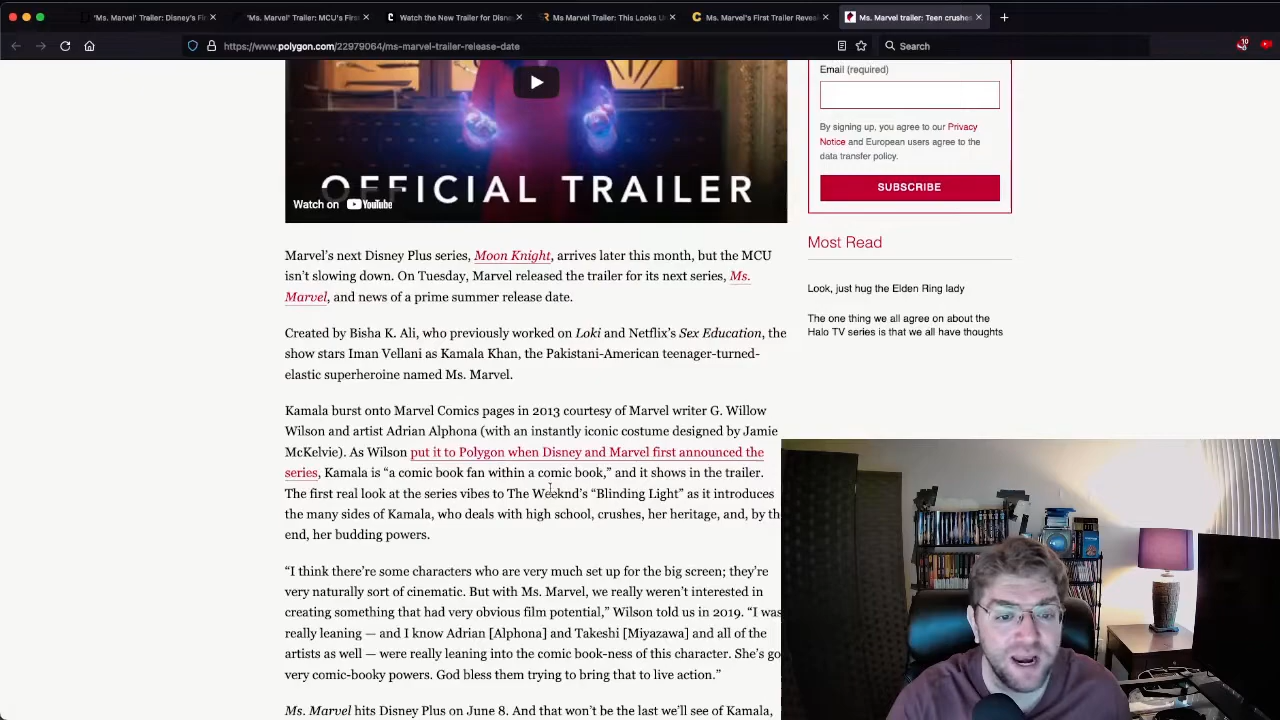 'Ms. Marvel' Trailer: Disney's Fi
'Ms. Marvel' Trailer: MCU's Firs
Watch the New Trailer for Disne
Ms Marvel Trailer: This Looks U
Ms. Marvel's First Trailer Revea
Ms. Marvel trailer: Teen crushe
https://www.polygon.com/22979064/ms-marvel-trailer-release-date
Search
10
OFFICIAL TRAILER
Watch on YouTube
Marvel's next Disney Plus series, Moon Knight, arrives later this month, but the MCU
isn't slowing down. On Tuesday, Marvel released the trailer for its next series, Ms.
Marvel, and news of a prime summer release date.
Created by Bisha K. Ali, who previously worked on Loki and Netflix's Sex Education, the
show stars Iman Vellani as Kamala Khan, the Pakistani-American teenager-turned-
elastic superheroine named Ms. Marvel.
Kamala burst onto Marvel Comics pages in 2013 courtesy of Marvel writer G. Willow
Wilson and artist Adrian Alphona (with an instantly iconic costume designed by Jamie
McKelvie). As Wilson put it to Polygon when Disney and Marvel first announced the
series, Kamala is “a comic book fan within a comic book,” and it shows in the trailer.
The first real look at the series vibes to The Weeknd's “Blinding Light” as it introduces
the many sides of Kamala, who deals with high school, crushes, her heritage, and, by th
end, her budding powers.
“I think there're some characters who are very much set up for the big screen; they're
very naturally sort of cinematic. But with Ms. Marvel, we really weren't interested in
creating something that had very obvious film potential,” Wilson told us in 2019. “I was
really leaning — and I know Adrian [Alphona] and Takeshi [Miyazawa] and all of the
artists as well — were really leaning into the comic book-ness of this character. She's go
very comic-booky powers. God bless them trying to bring that to live action.”
Ms. Marvel hits Disney Plus on June 8. And that won't be the last we'll see of Kamala,
Email (required)
By signing up, you agree to our Privacy
Notice and European users agree to the
data transfer policy.
SUBSCRIBE
Most Read
Look, just hug the Elden Ring lady
The one thing we all agree on about the
Halo TV series is that we all have thoughts